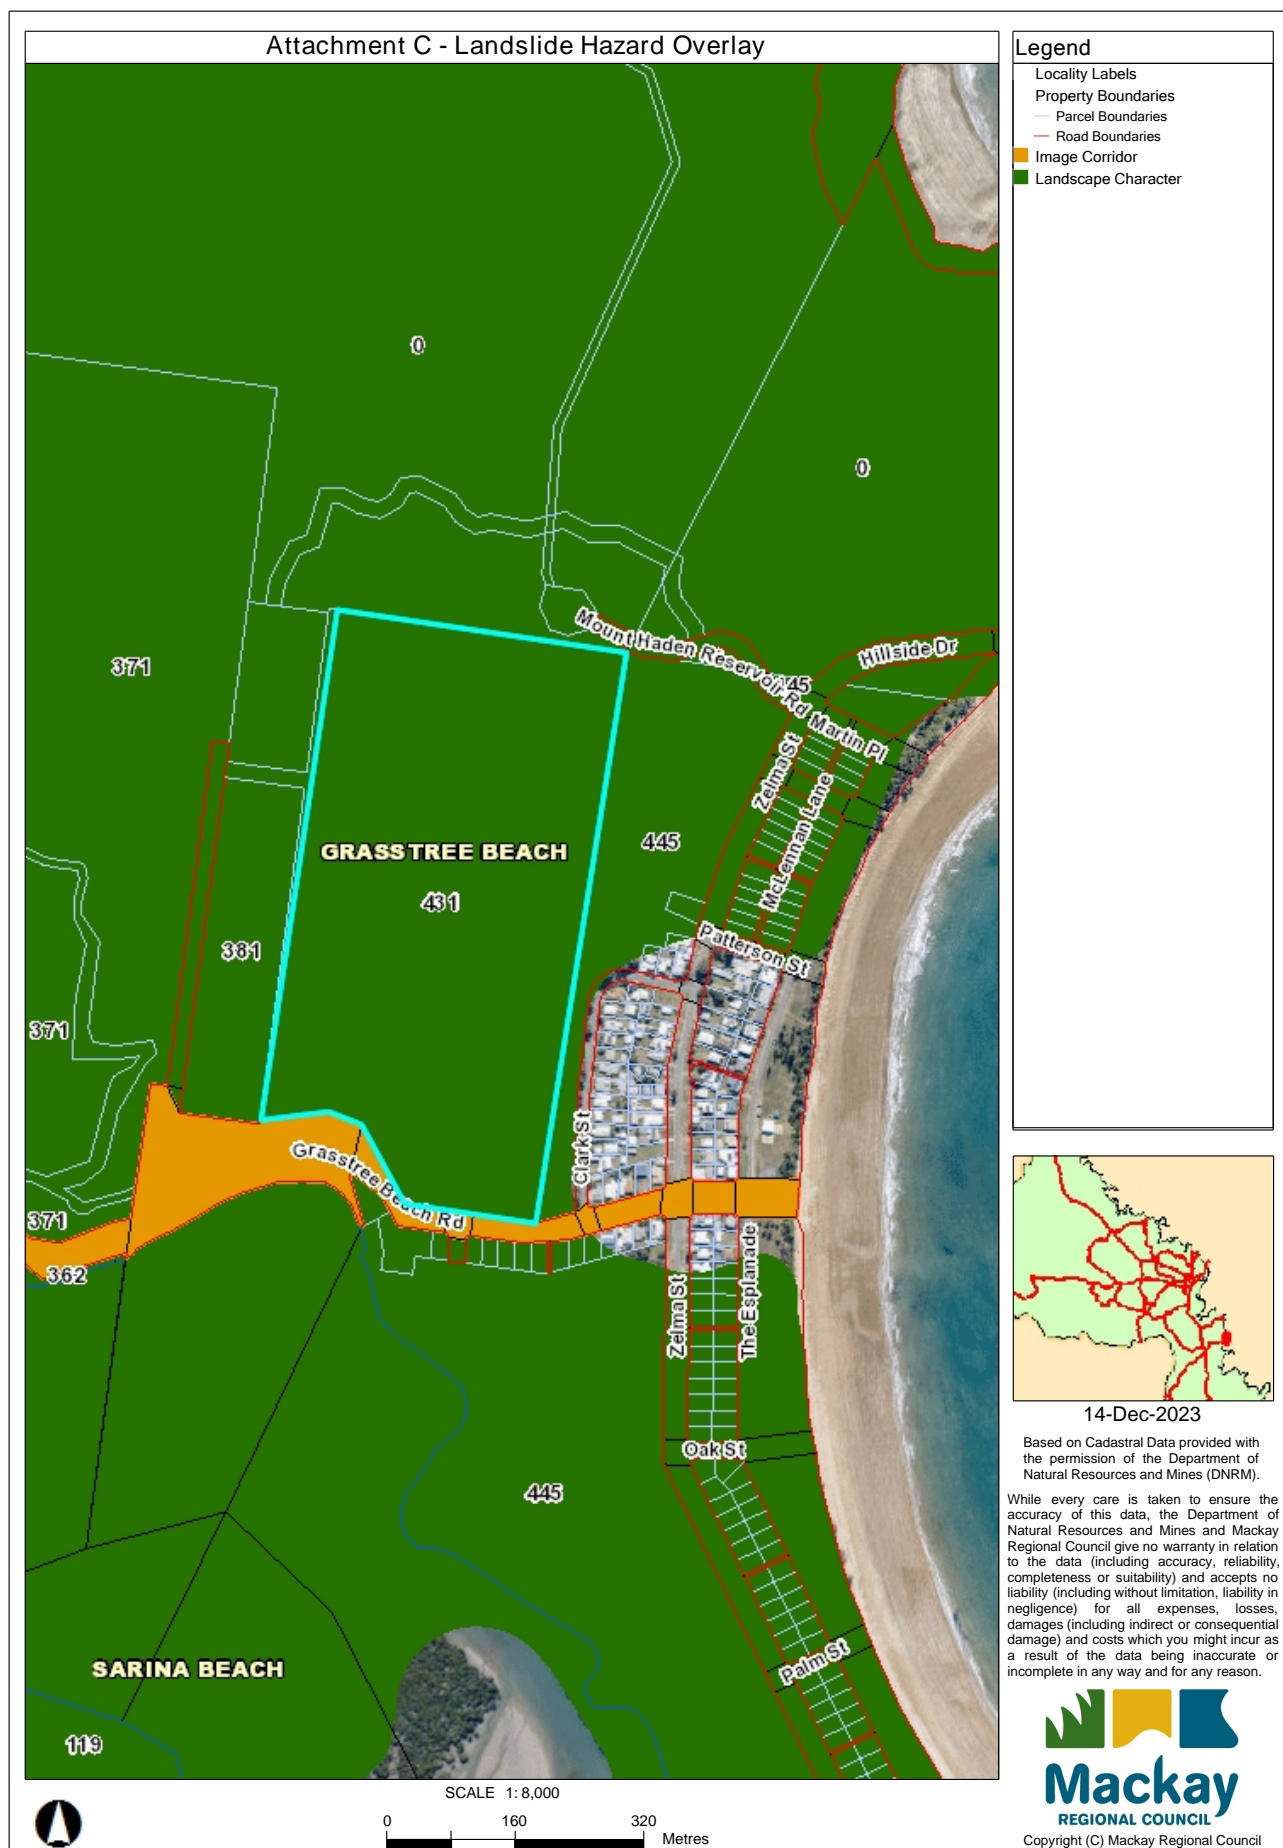 Attachment C - Landslide Hazard Overlay
Legend
Locality Labels
Property Boundaries
Parcel Boundaries
Road Boundaries
Image Corridor
Landscape Character
0
0
371
Mount Haden Reservoir Rd
Hillside Dr
45
Martin Pl
Zelma St
McLennan Lane
GRASSTREE BEACH
445
431
381
Patterson St
371
Clark St
Grasstree Beach Rd
371
362
Zelma St
The Esplanade
Oak St
445
SARINA BEACH
Palm St
119
14-Dec-2023
Based on Cadastral Data provided with
the permission of the Department of
Natural Resources and Mines (DNRM).
While every care is taken to ensure the
accuracy of this data, the Department of
Natural Resources and Mines and Mackay
Regional Council give no warranty in relation
to the data (including accuracy, reliability,
completeness or suitability) and accepts no
liability (including without limitation, liability in
negligence) for all expenses, losses,
damages (including indirect or consequential
damage) and costs which you might incur as
a result of the data being inaccurate or
incomplete in any way and for any reason.
Mackay
REGIONAL COUNCIL
Copyright (C) Mackay Regional Council
SCALE 1: 8,000
0 160 320
Metres